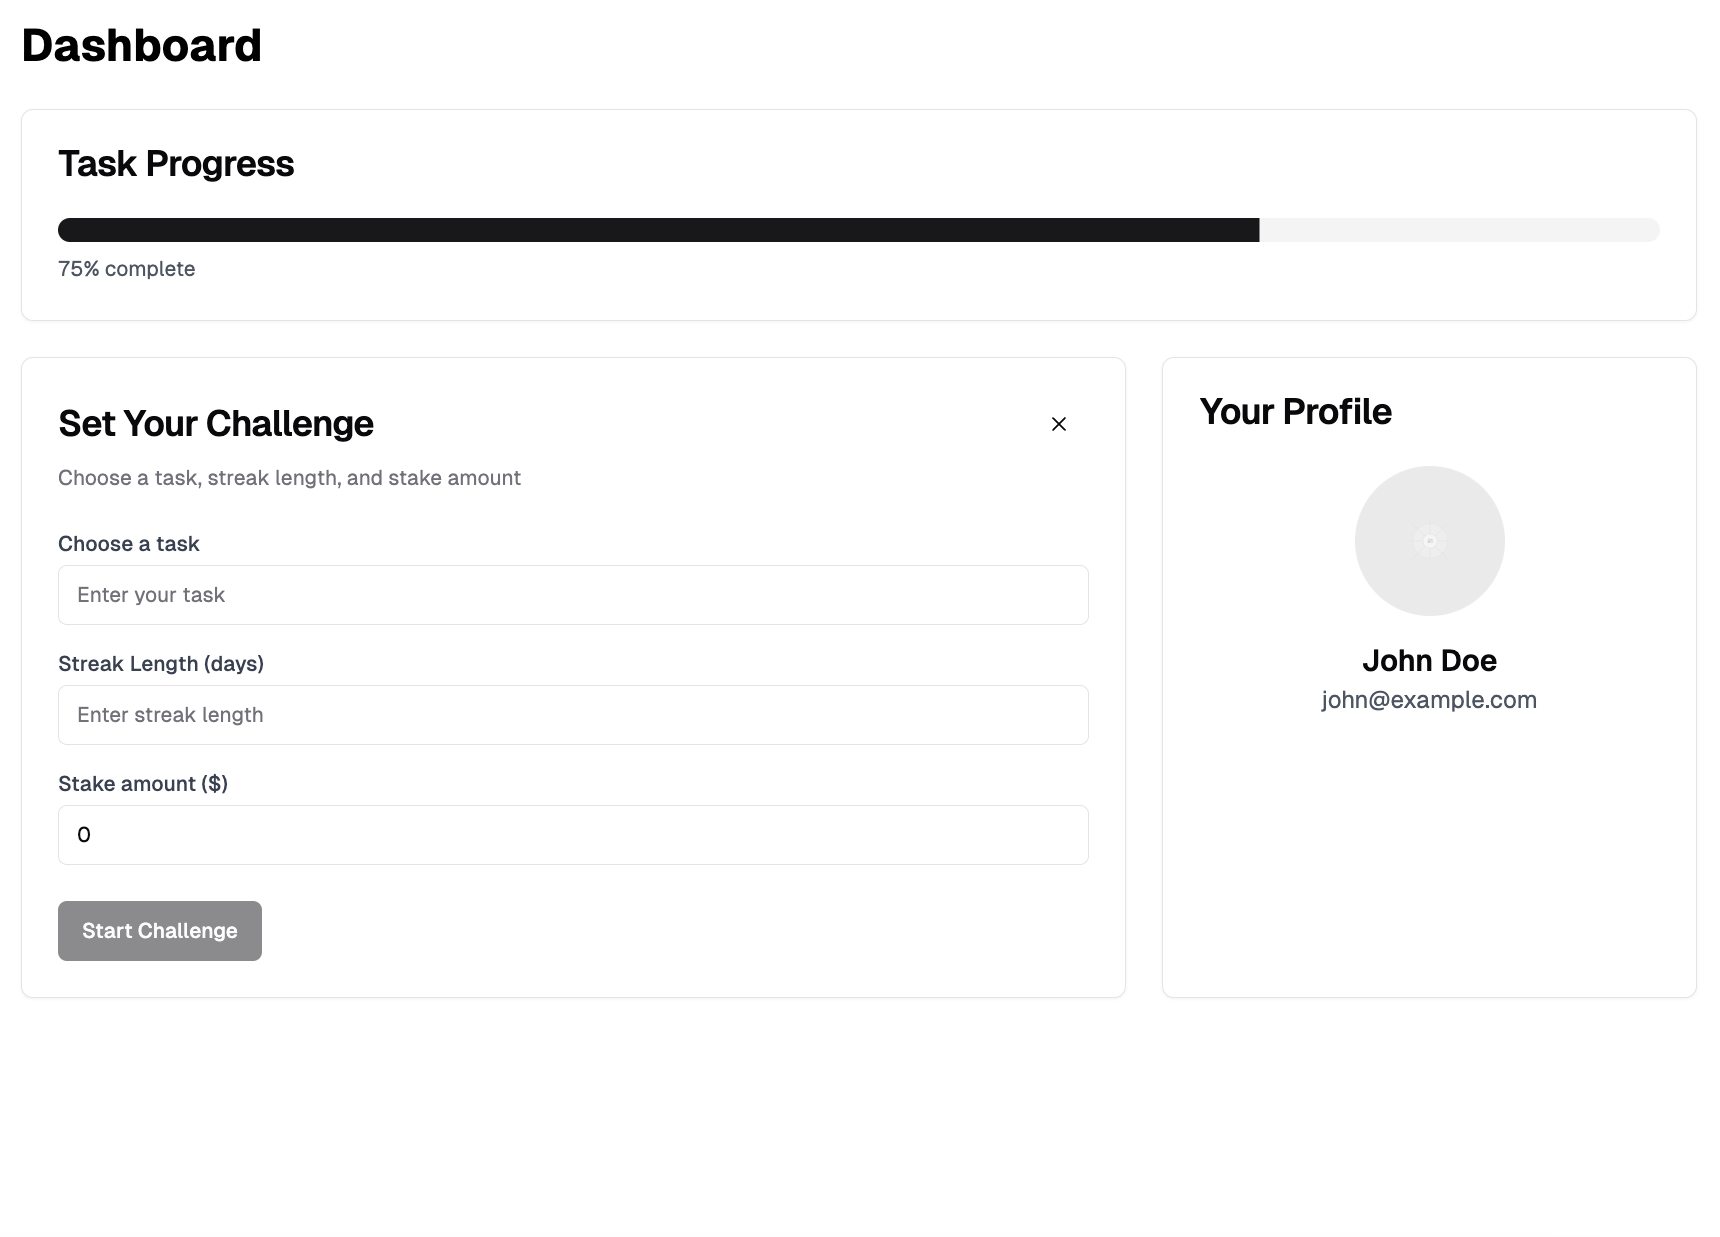 Dashboard
Task Progress
75% complete
Set Your Challenge
Choose a task, streak length, and stake amount
Choose a task
Enter your task
Streak Length (days)
Enter streak length
Stake amount ($)
0
Start Challenge
Your Profile
John Doe
john@example.com